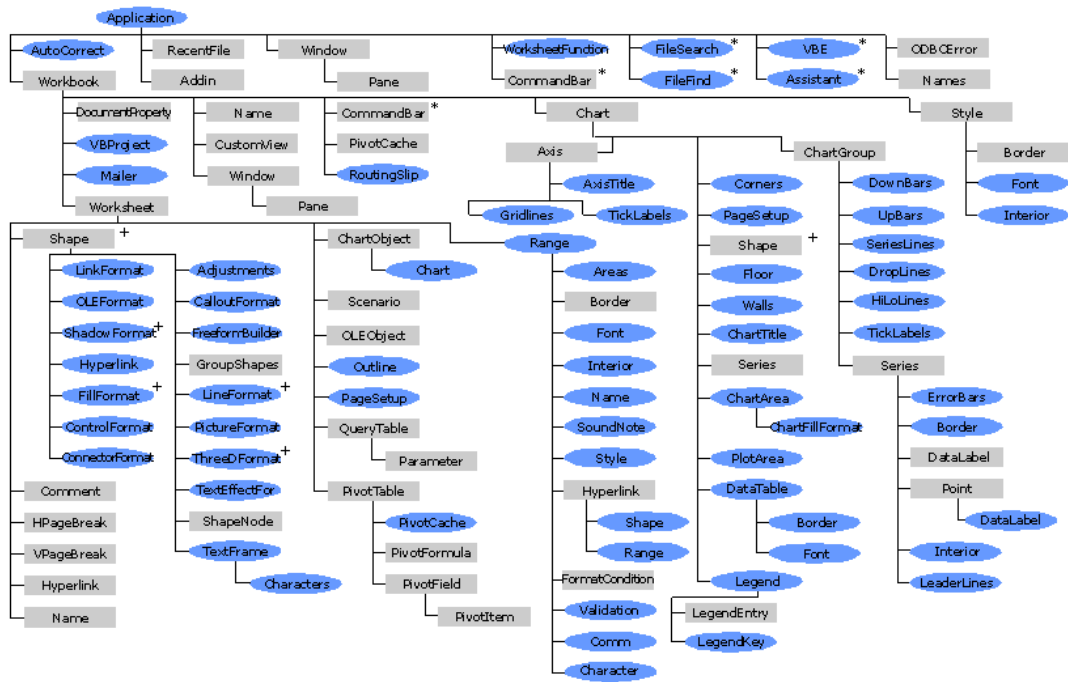 Application
AutoCorrect
RecentFile
Window
WorksheetFunction
FileSearch *
VBE *
ODBCError
Workbook
Addin
Pane
CommandBar *
FileFind *
Assistant *
Names
DocumentProperty
Name
CommandBar *
Chart
Style
VBProject
CustomView
PivotCache
Axis
ChartGroup
Border
Mailer
Window
RoutingSlip
AxisTitle
Corners
DownBars
Font
Worksheet
Pane
Gridlines
TickLabels
PageSetup
UpBars
Interior
Shape +
ChartObject
Range
Shape +
SeriesLines
LinkFormat
Adjustments
Chart
Areas
Floor
DropLines
OLEFormat
CalloutFormat
Scenario
Border
Walls
HiLoLines
ShadowFormat +
FreeformBuilder
OLEObject
Font
ChartTitle
TickLabels
Hyperlink
GroupShapes
Outline
Interior
Series
Series
FillFormat +
LineFormat +
PageSetup
Name
ChartArea
ErrorBars
ControlFormat
PictureFormat
QueryTable
SoundNote
ChartFillFormat
Border
ConnectorFormat
ThreeDFormat +
Parameter
Style
PlotArea
DataLabel
Comment
TextEffectFor
PivotTable
Hyperlink
DataTable
Point
HPageBreak
ShapeNode
PivotCache
Shape
Border
DataLabel
VPageBreak
TextFrame
PivotFormula
Range
Font
Interior
Hyperlink
Characters
PivotField
FormatCondition
Legend
LeaderLines
Name
PivotItem
Validation
LegendEntry
Comm
LegendKey
Character